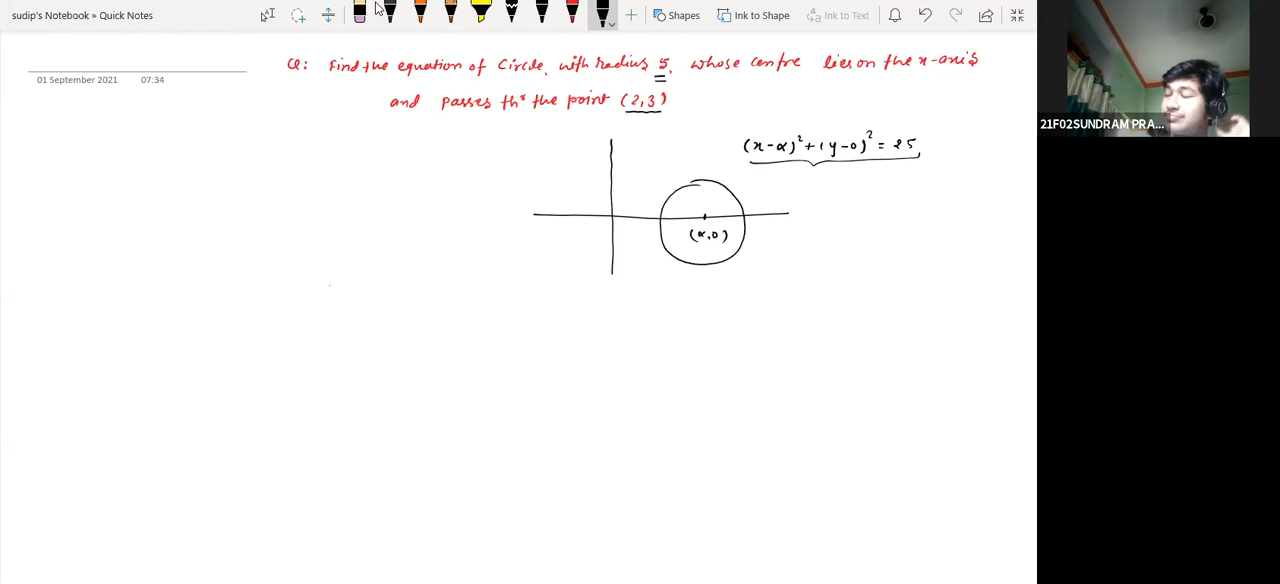 sudip's Notebook » Quick Notes
Shapes
Ink to Shape
Ink to Text
01 September 2021 07:34
Q: Find the equation of Circle, with radius 5, whose centre lies on the x-axis
and passes thr the point (2,3)
(x-α)²+(y-0)² = 25
(α,0)
21F02SUNDRAM PRA...